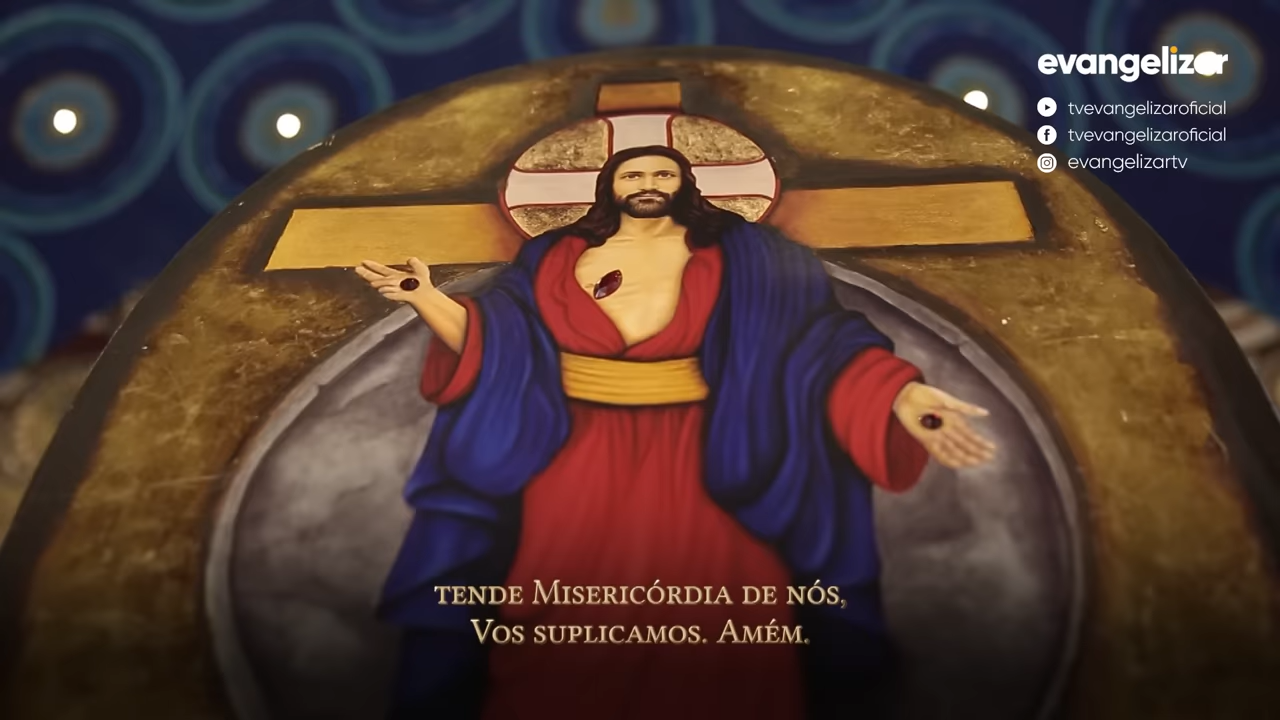 evangelizar
tvevangelizaroficial
tvevangelizaroficial
evangelizartv
TENDE MISERICÓRDIA DE NÓS,
VOS SUPLICAMOS. AMÉM.